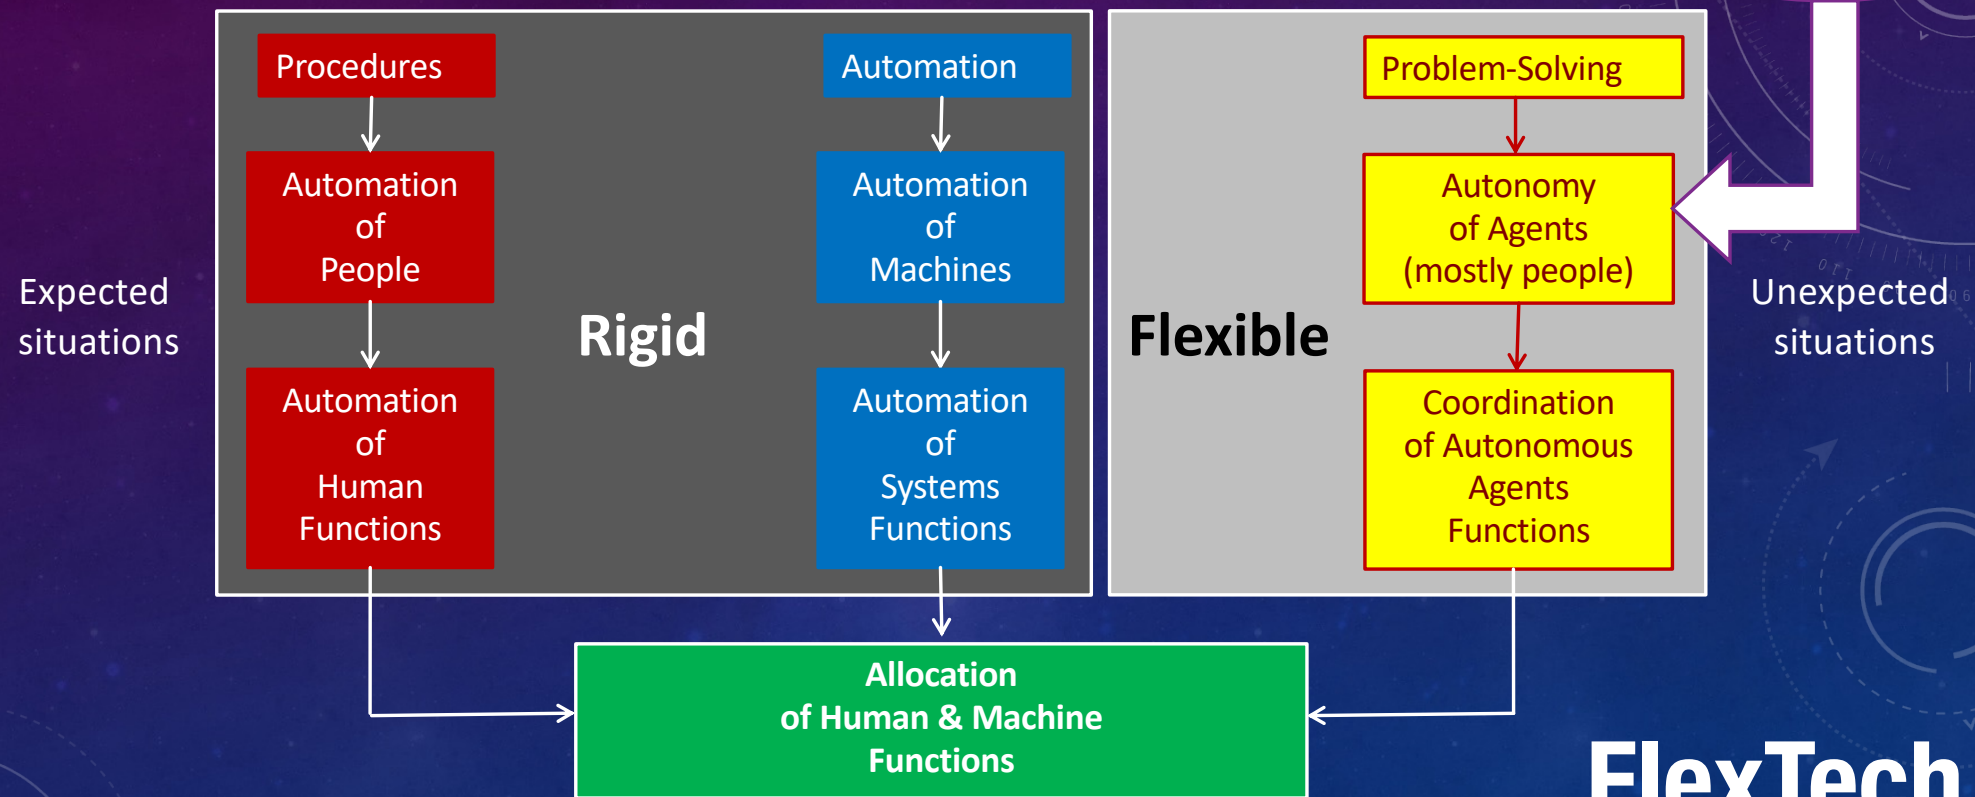 Procedures
Automation
Problem-Solving
Automation
of
People
Automation
of
Machines
Autonomy
of Agents
(mostly people)
Expected
situations
Rigid
Flexible
Unexpected
situations
Automation
of
Human
Functions
Automation
of
Systems
Functions
Coordination
of Autonomous
Agents
Functions
Allocation
of Human & Machine
Functions
FlexTech